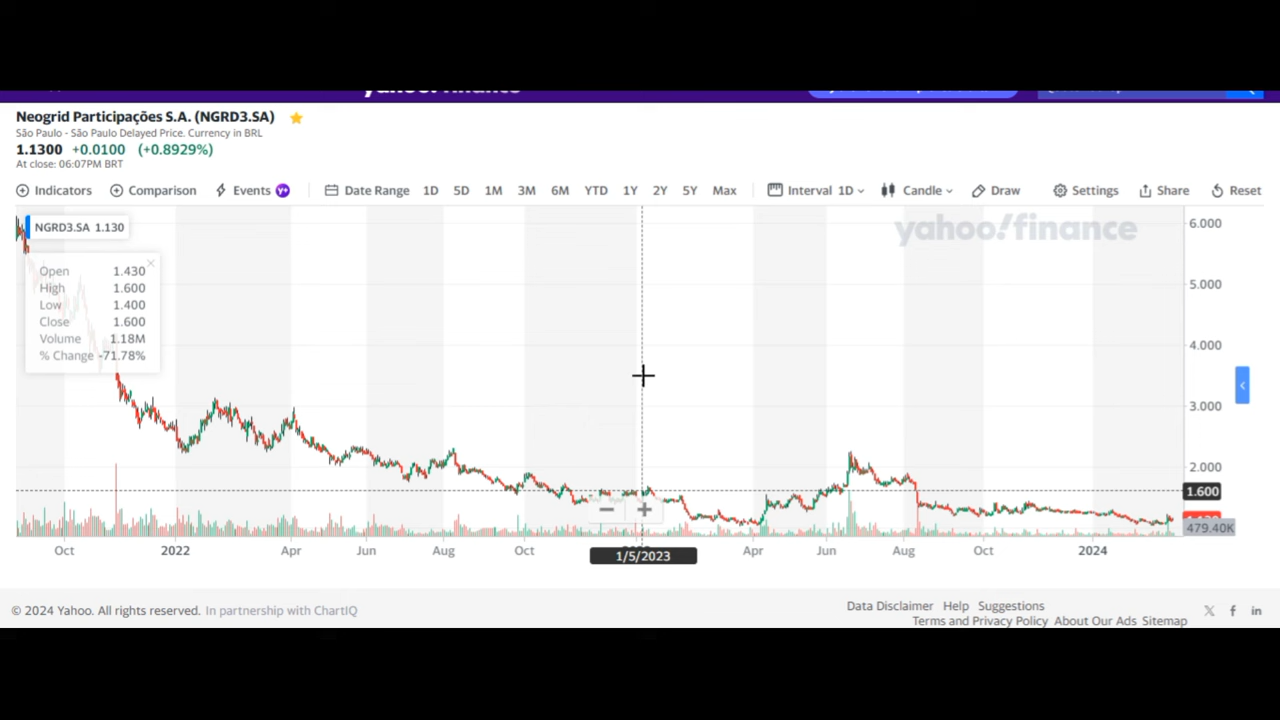 yahoo! finance
Neogrid Participações S.A. (NGRD3.SA)
São Paulo - São Paulo Delayed Price. Currency in BRL
1.1300 +0.0100 (+0.8929%)
At close: 06:07PM BRT
Indicators Comparison Events Y+ Date Range 1D 5D 1M 3M 6M YTD 1Y 2Y 5Y Max Interval 1D Candle Draw Settings Share Reset
NGRD3.SA 1.130
yahoo!finance
6.000
Open 1.430
High 1.600
Low 1.400
Close 1.600
Volume 1.18M
% Change -71.78%
5.000
4.000
3.000
2.000
1.600
479.40K
Oct 2022 Apr Jun Aug Oct Apr Jun Aug Oct 2024
1/5/2023
© 2024 Yahoo. All rights reserved. In partnership with ChartIQ
Data Disclaimer Help Suggestions
Terms and Privacy Policy About Our Ads Sitemap